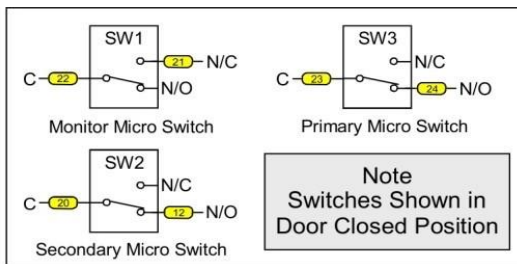 SW1
C 22 21 N/C
N/O
Monitor Micro Switch
SW3
N/C
C 23 24 N/O
Primary Micro Switch
SW2
N/C
C 20 12 N/O
Secondary Micro Switch
Note
Switches Shown in
Door Closed Position